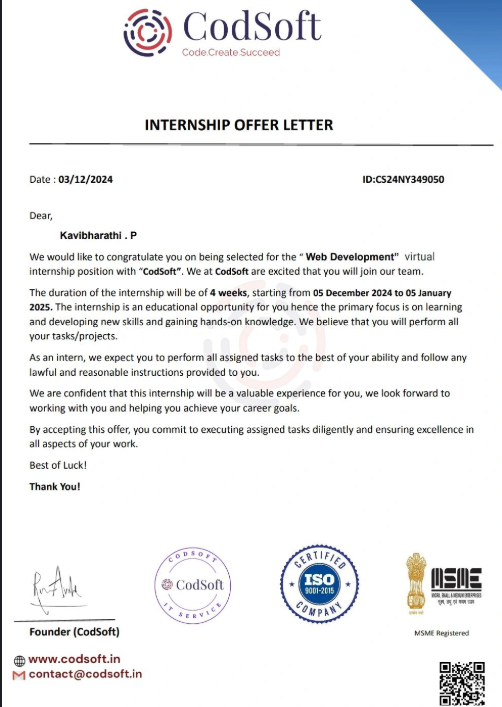 CodSoft
Code.Create.Succeed
INTERNSHIP OFFER LETTER
Date : 03/12/2024 ID:CS24NY349050
Dear,
Kavibharathi . P
We would like to congratulate you on being selected for the “ Web Development” virtual
internship position with “CodSoft”. We at CodSoft are excited that you will join our team.
The duration of the internship will be of 4 weeks, starting from 05 December 2024 to 05 January
2025. The internship is an educational opportunity for you hence the primary focus is on learning
and developing new skills and gaining hands-on knowledge. We believe that you will perform all
your tasks/projects.
As an intern, we expect you to perform all assigned tasks to the best of your ability and follow any
lawful and reasonable instructions provided to you.
We are confident that this internship will be a valuable experience for you, we look forward to
working with you and helping you achieve your career goals.
By accepting this offer, you commit to executing assigned tasks diligently and ensuring excellence in
all aspects of your work.
Best of Luck!
Thank You!
CODSOFT
CodSoft
IT SERVICE
CERTIFIED
ISO
9001-2015
COMPANY
MSME
MICRO, SMALL & MEDIUM ENTERPRISES
सूक्ष्म, लघु एवं मध्यम उद्यम
Founder (CodSoft)
MSME Registered
www.codsoft.in
contact@codsoft.in